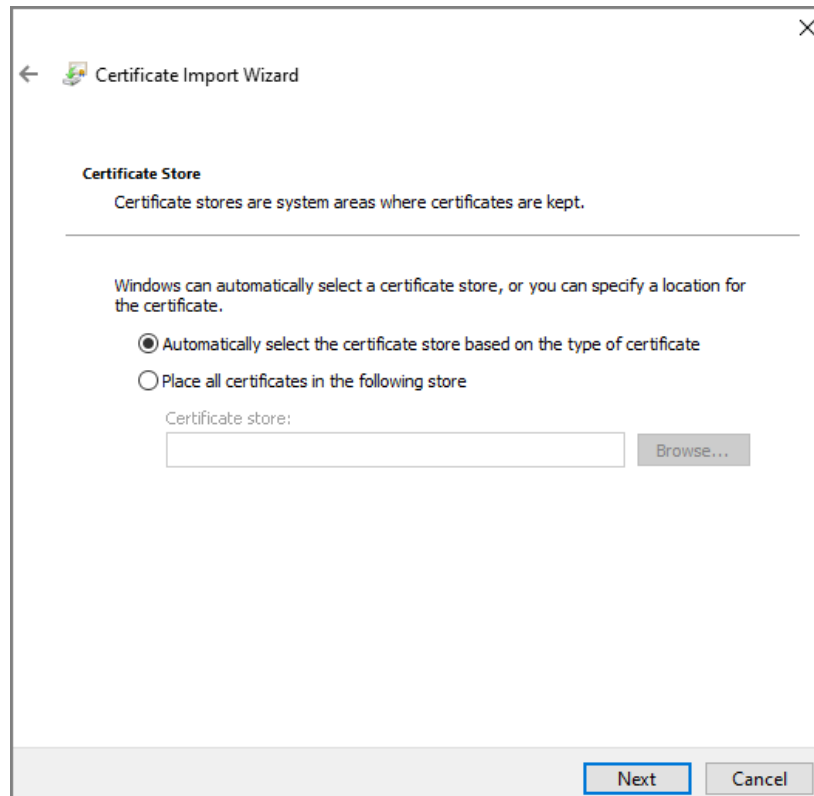 Certificate Import Wizard
Certificate Store
Certificate stores are system areas where certificates are kept.
Windows can automatically select a certificate store, or you can specify a location for
the certificate.
Automatically select the certificate store based on the type of certificate
Place all certificates in the following store
Certificate store:
Browse...
Next
Cancel